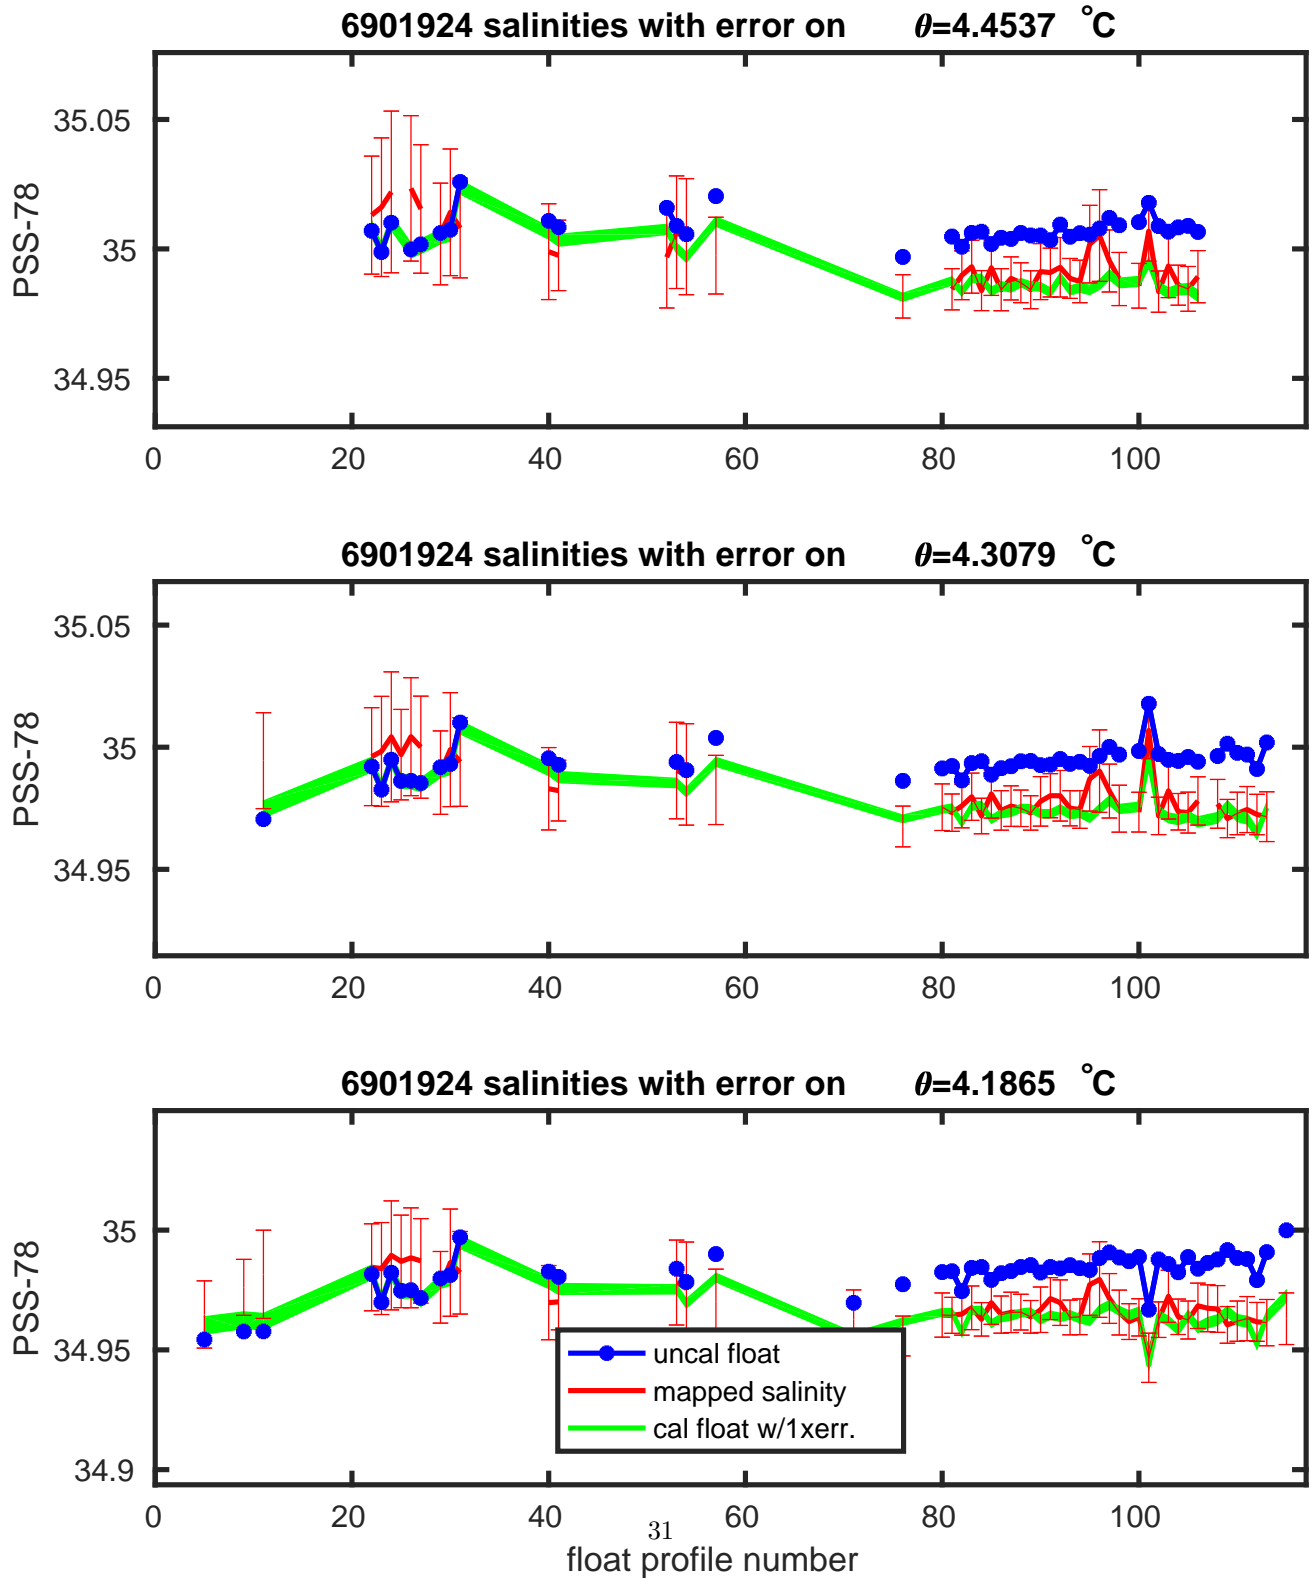 6901924 salinities with error on θ=4.4537 °C
35.05
35
34.95
PSS-78
0 20 40 60 80 100
6901924 salinities with error on θ=4.3079 °C
35.05
35
34.95
PSS-78
0 20 40 60 80 100
6901924 salinities with error on θ=4.1865 °C
35
34.95
34.9
PSS-78
uncal float
mapped salinity
cal float w/1xerr.
0 20 40 60 80 100
31
float profile number